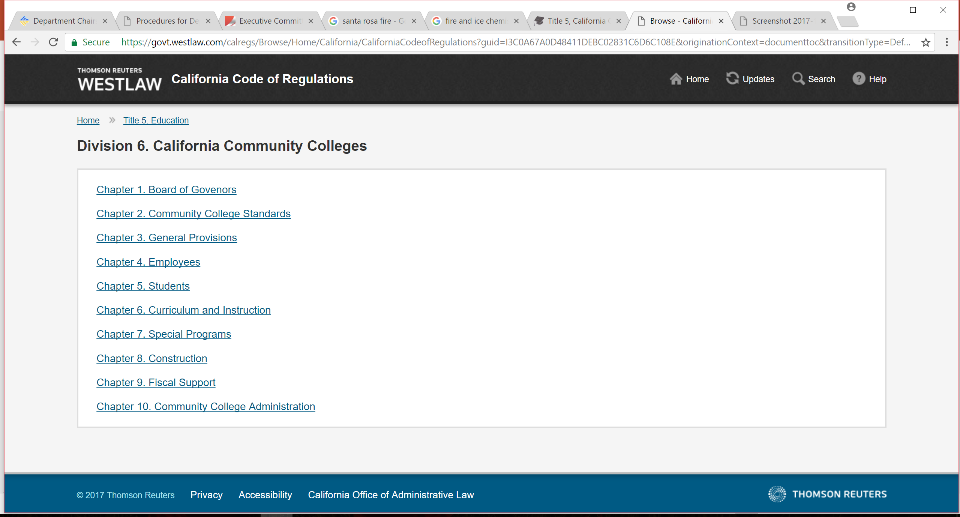 Department Chai
Procedures for De
Executive Committ
santa rosa fire - G
fire and ice chem
Title 5, California
Browse - Californi
Screenshot 2017-
Secure
https://govt.westlaw.com/calregs/Browse/Home/California/CaliforniaCodeofRegulations?guid=I3C0A67A0D48411DEBC02831C6D6C108E&originationContext=documenttoc&transitionType=Def...
THOMSON REUTERS
WESTLAW
California Code of Regulations
Home
Updates
Search
Help
Home » Title 5. Education
Division 6. California Community Colleges
Chapter 1. Board of Govenors
Chapter 2. Community College Standards
Chapter 3. General Provisions
Chapter 4. Employees
Chapter 5. Students
Chapter 6. Curriculum and Instruction
Chapter 7. Special Programs
Chapter 8. Construction
Chapter 9. Fiscal Support
Chapter 10. Community College Administration
© 2017 Thomson Reuters
Privacy
Accessibility
California Office of Administrative Law
THOMSON REUTERS